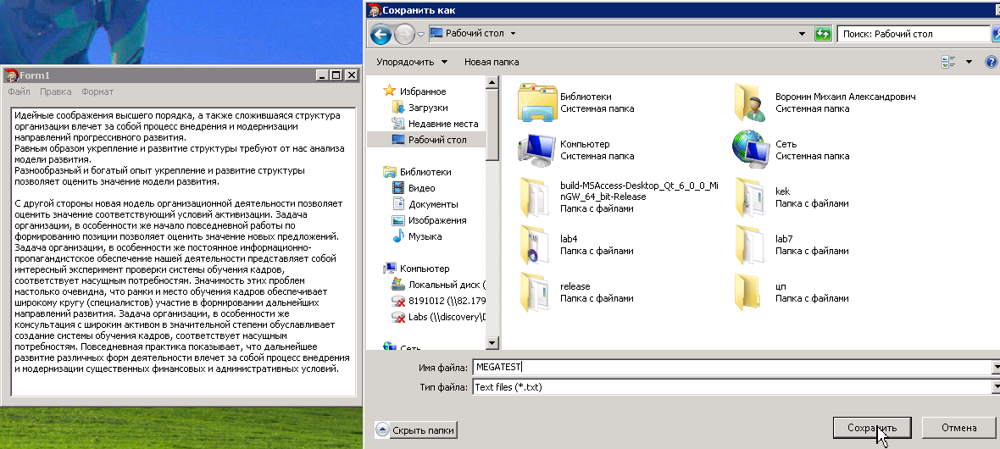 Form1
Файл Правка Формат
Идейные соображения высшего порядка, а также сложившаяся структура
организации влечет за собой процесс внедрения и модернизации
направлений прогрессивного развития.
Равным образом укрепление и развитие структуры требуют от нас анализа
модели развития.
Разнообразный и богатый опыт укрепление и развитие структуры
позволяет оценить значение модели развития.
С другой стороны новая модель организационной деятельности позволяет
оценить значение соответствующий условий активизации. Задача
организации, в особенности же начало повседневной работы по
формированию позиции позволяет оценить значение новых предложений.
Задача организации, в особенности же постоянное информационно-
пропагандистское обеспечение нашей деятельности представляет собой
интересный эксперимент проверки системы обучения кадров,
соответствует насущным потребностям. Значимость этих проблем
настолько очевидна, что рамки и место обучения кадров обеспечивает
широкому кругу (специалистов) участие в формировании дальнейших
направлений развития. Задача организации, в особенности же
консультация с широким активом в значительной степени обуславливает
создание системы обучения кадров, соответствует насущным
потребностям. Повседневная практика показывает, что дальнейшее
развитие различных форм деятельности влечет за собой процесс внедрения
и модернизации существенных финансовых и административных условий.
Сохранить как
Рабочий стол
Поиск: Рабочий стол
Упорядочить Новая папка
Избранное
Загрузки
Недавние места
Рабочий стол
Библиотеки
Видео
Документы
Изображения
Музыка
Компьютер
Локальный диск (
8191012 (\\82.179
Labs (\\discovery\D
Сеть
Библиотеки
Системная папка
Воронин Михаил Александрович
Компьютер
Системная папка
Сеть
Системная папка
build-MSAccess-Desktop_Qt_6_0_0_Mi
nGW_64_bit-Release
Папка с файлами
kek
Папка с файлами
lab4
Папка с файлами
lab7
Папка с файлами
release
Папка с файлами
цп
Папка с файлами
Имя файла: MEGATEST
Тип файла: Text files (*.txt)
Скрыть папки
Сохранить Отмена